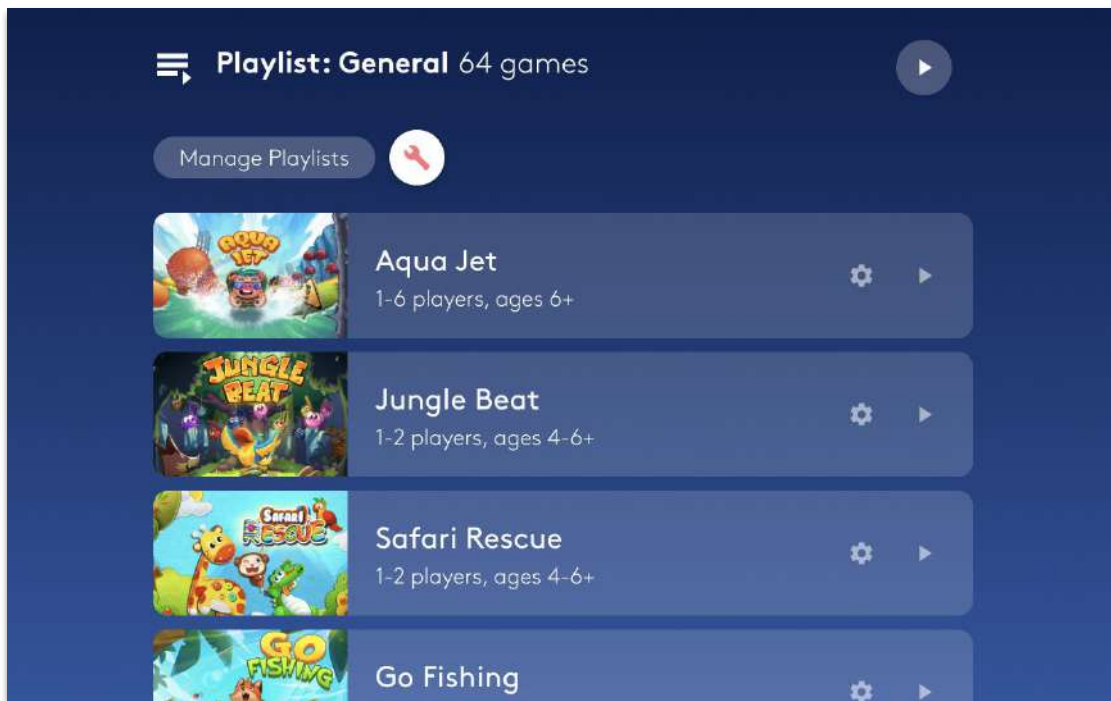 Playlist: General 64 games
Manage Playlists
AQUA
JET
Aqua Jet
1-6 players, ages 6+
JUNGLE
BEAT
Jungle Beat
1-2 players, ages 4-6+
SAFARI
RESCUE
Safari Rescue
1-2 players, ages 4-6+
GO
FISHING
Go Fishing